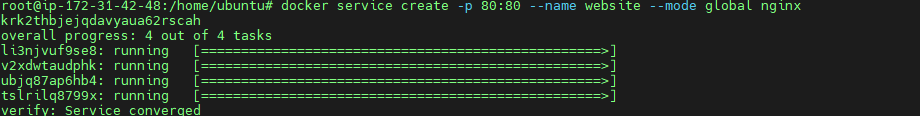 root@ip-172-31-42-48:/home/ubuntu# docker service create -p 80:80 --name website --mode global nginx
krk2thbjejqdavyaua62rscah
overall progress: 4 out of 4 tasks
li3njvuf9se8: running   [==================================================>]
v2xdwtaudphk: running   [==================================================>]
ubjq87ap6hb4: running   [==================================================>]
tslrilq8799x: running   [==================================================>]
verify: Service converged